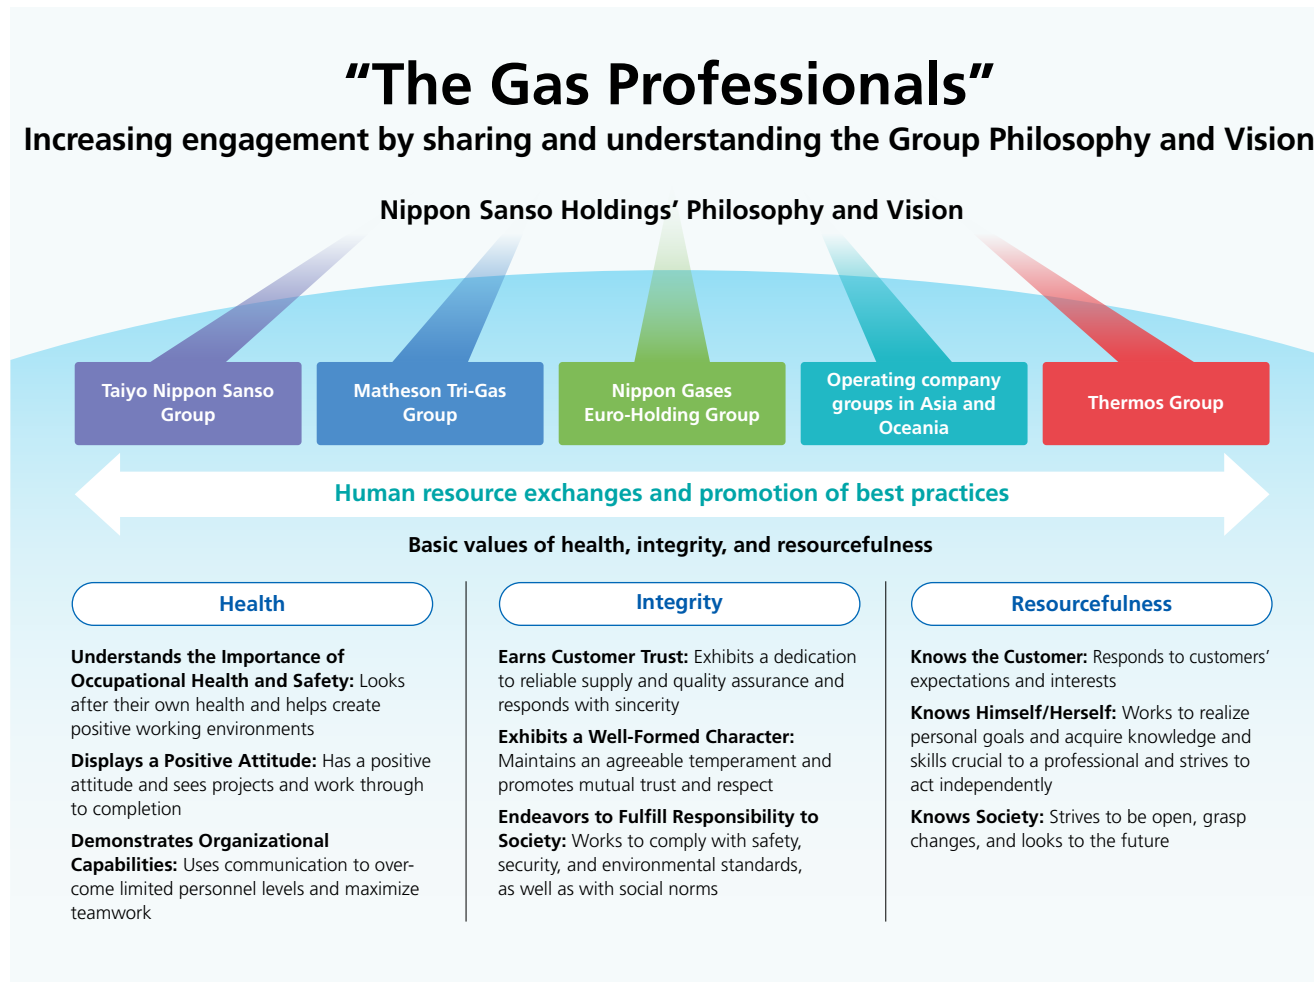 “The Gas Professionals”
Increasing engagement by sharing and understanding the Group Philosophy and Vision
Nippon Sanso Holdings’ Philosophy and Vision
Taiyo Nippon Sanso
Group
Matheson Tri-Gas
Group
Nippon Gases
Euro-Holding Group
Operating company
groups in Asia and
Oceania
Thermos Group
Human resource exchanges and promotion of best practices
Basic values of health, integrity, and resourcefulness
Health
Understands the Importance of
Occupational Health and Safety: Looks
after their own health and helps create
positive working environments
Displays a Positive Attitude: Has a positive
attitude and sees projects and work through
to completion
Demonstrates Organizational
Capabilities: Uses communication to over-
come limited personnel levels and maximize
teamwork
Integrity
Earns Customer Trust: Exhibits a dedication
to reliable supply and quality assurance and
responds with sincerity
Exhibits a Well-Formed Character:
Maintains an agreeable temperament and
promotes mutual trust and respect
Endeavors to Fulfill Responsibility to
Society: Works to comply with safety,
security, and environmental standards,
as well as with social norms
Resourcefulness
Knows the Customer: Responds to customers’
expectations and interests
Knows Himself/Herself: Works to realize
personal goals and acquire knowledge and
skills crucial to a professional and strives to
act independently
Knows Society: Strives to be open, grasp
changes, and looks to the future